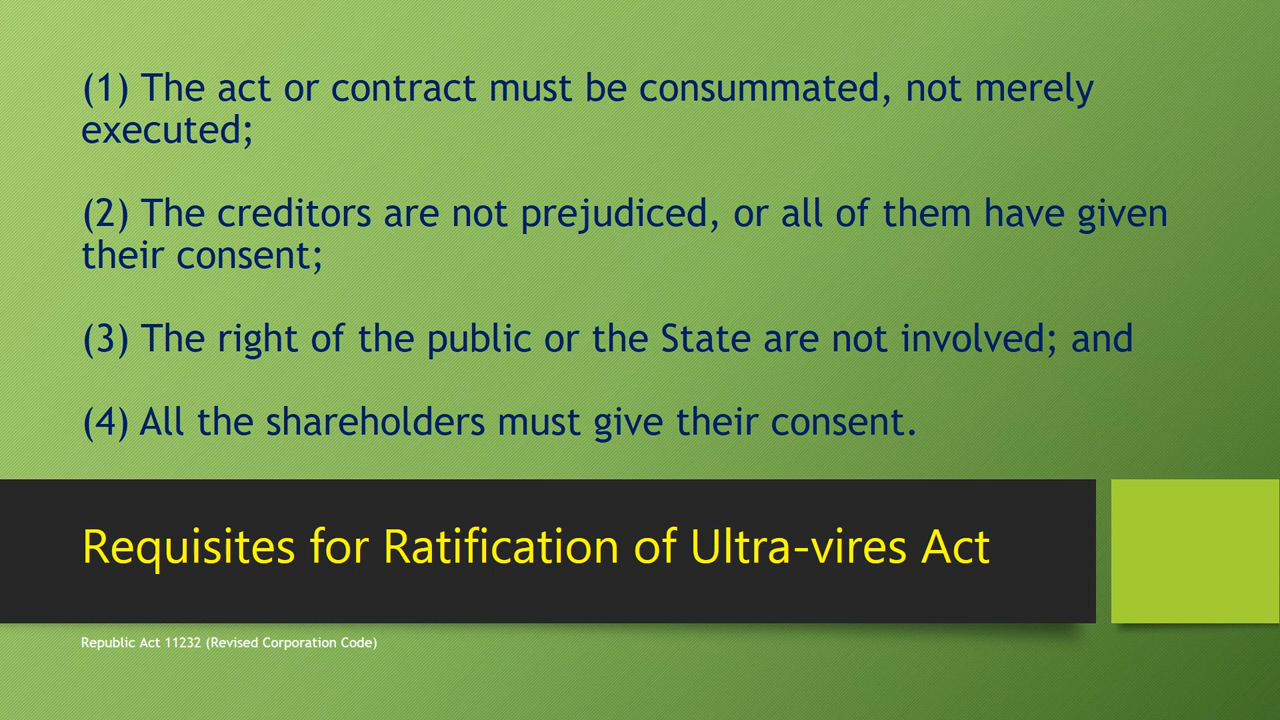 (1) The act or contract must be consummated, not merely
executed;
(2) The creditors are not prejudiced, or all of them have given
their consent;
(3) The right of the public or the State are not involved; and
(4) All the shareholders must give their consent.
Requisites for Ratification of Ultra-vires Act
Republic Act 11232 (Revised Corporation Code)